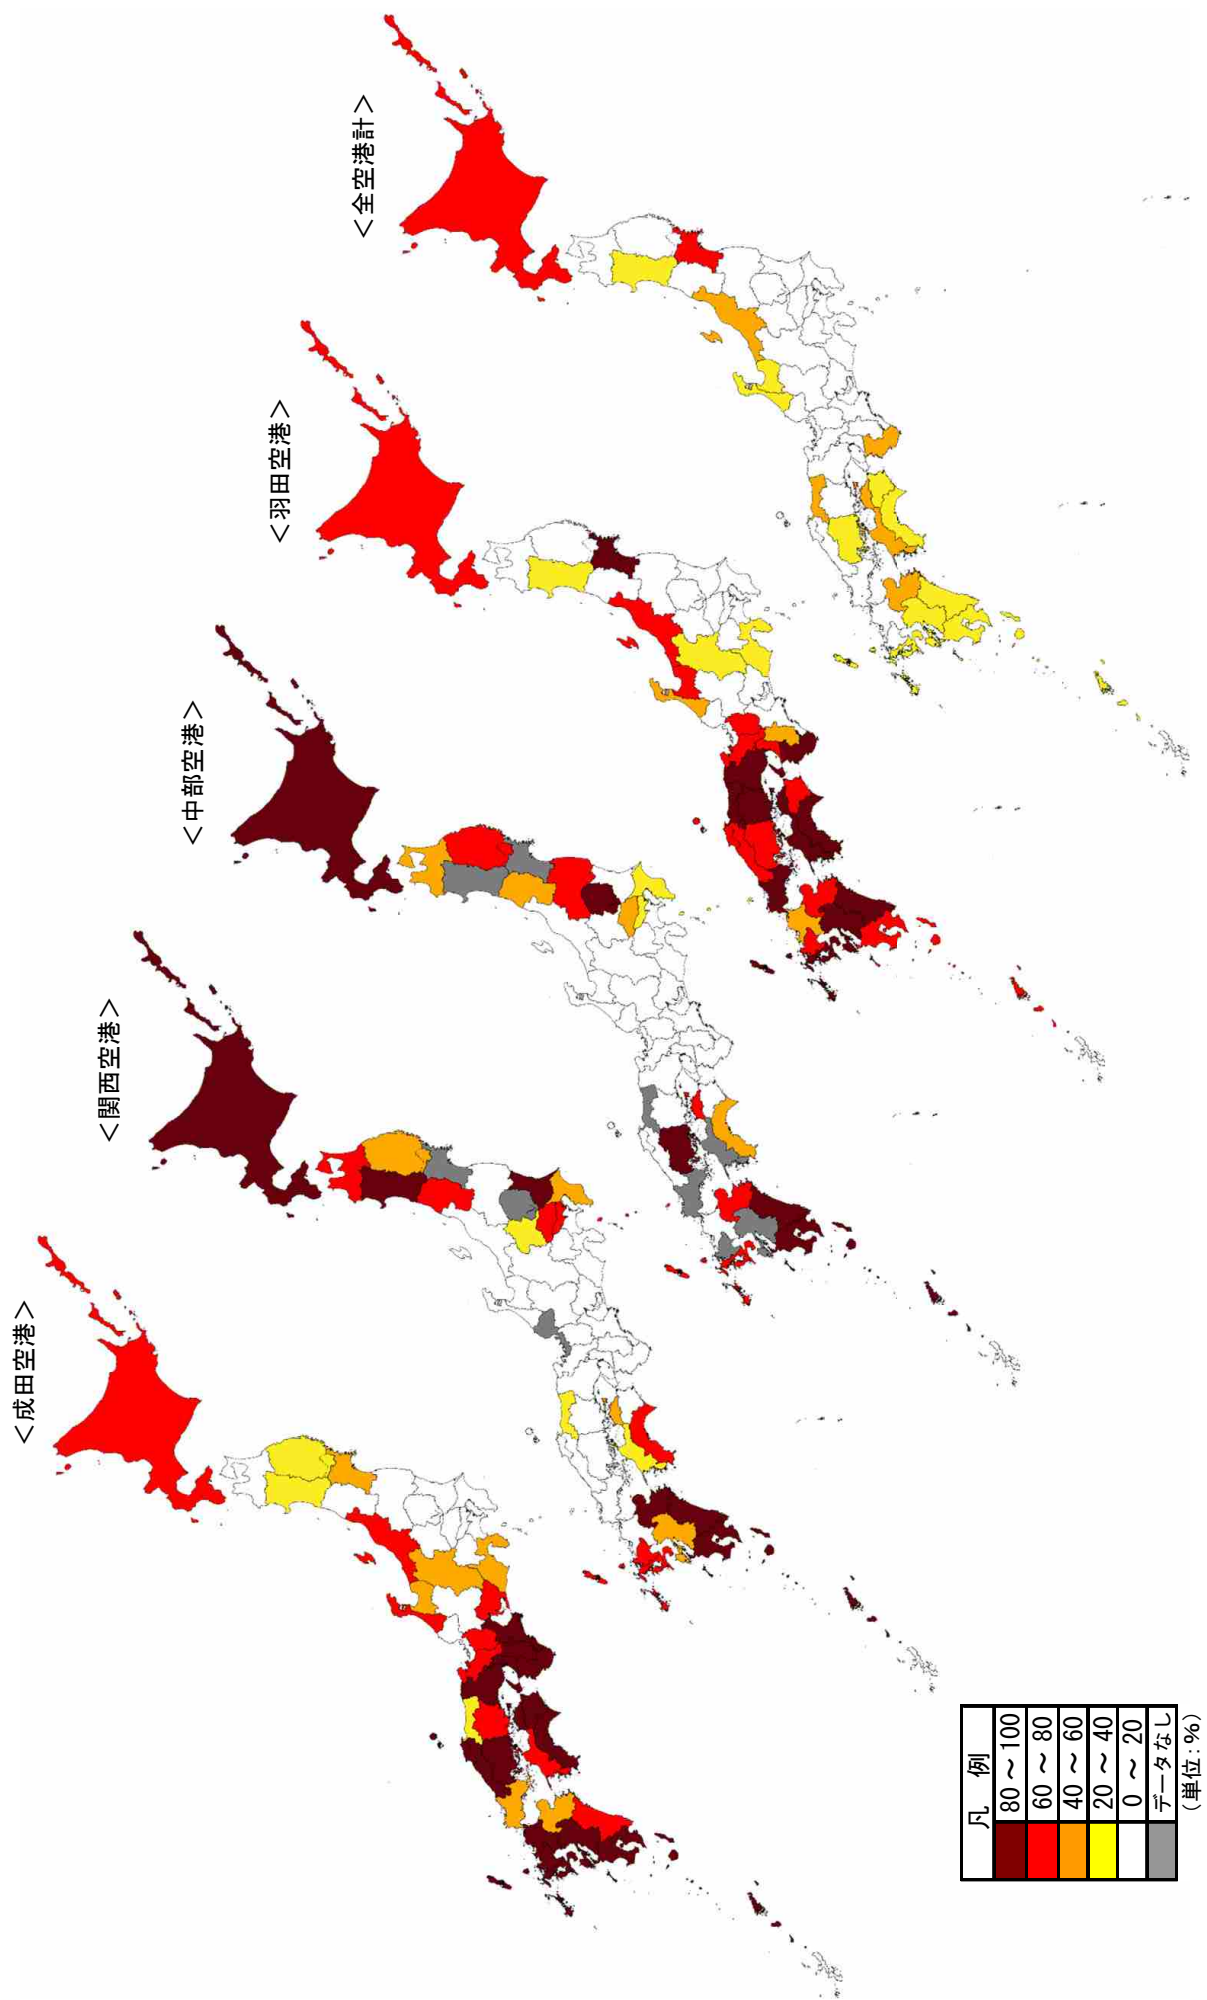 ＜成田空港＞
＜関西空港＞
＜中部空港＞
＜羽田空港＞
＜全空港計＞
凡　例
80 ～ 100
60 ～ 80
40 ～ 60
20 ～ 40
0 ～ 20
データなし
（単位：％）